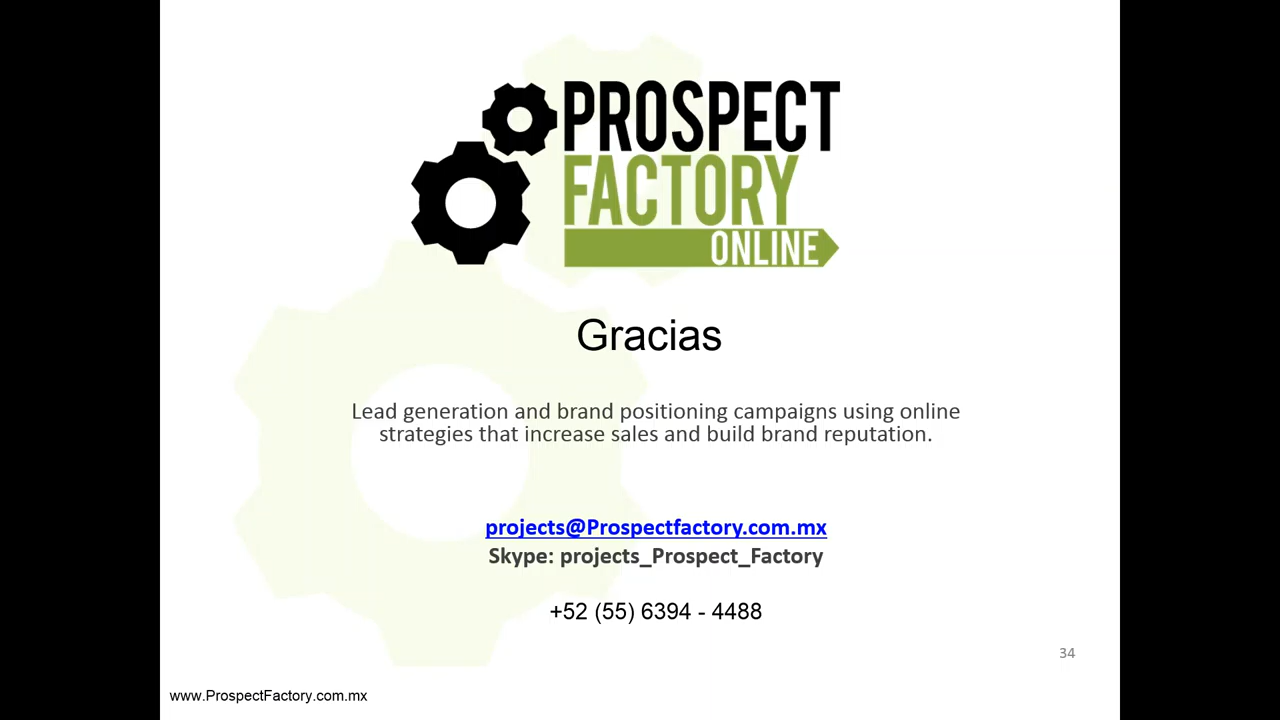 PROSPECT
FACTORY
ONLINE
Gracias
Lead generation and brand positioning campaigns using online
strategies that increase sales and build brand reputation.
projects@Prospectfactory.com.mx
Skype: projects_Prospect_Factory
+52 (55) 6394 - 4488
34
www.ProspectFactory.com.mx